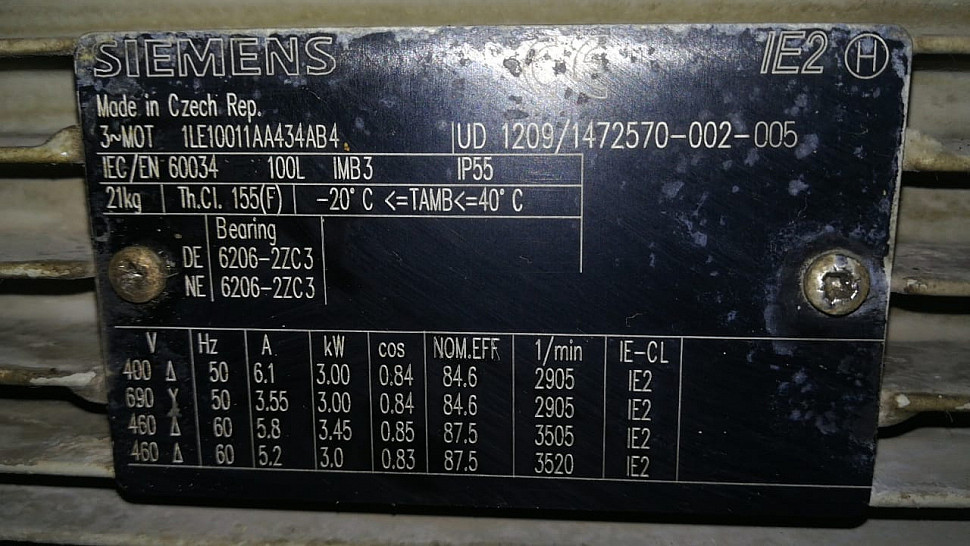 SIEMENS IE2 H
Made in Czech Rep.
3~MOT 1LE10011AA434AB4 UD 1209/1472570-002-005
IEC/EN 60034 100L IMB3 IP55
21kg Th.Cl. 155(F) -20°C <=TAMB<=40°C
Bearing
DE 6206-2ZC3
NE 6206-2ZC3
V Hz A kW cos NOM.EFF 1/min IE-CL
400 Δ 50 6.1 3.00 0.84 84.6 2905 IE2
690 Y 50 3.55 3.00 0.84 84.6 2905 IE2
460 Δ 60 5.8 3.45 0.85 87.5 3505 IE2
460 Δ 60 5.2 3.0 0.83 87.5 3520 IE2